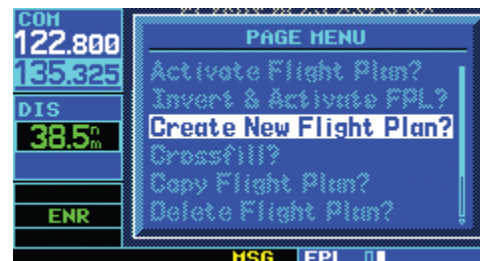 COM
122.800
135.325
DIS
38.5nm
ENR
PAGE MENU
Activate Flight Plan?
Invert & Activate FPL?
Create New Flight Plan?
Crossfill?
Copy Flight Plan?
Delete Flight Plan?
MSG FPL